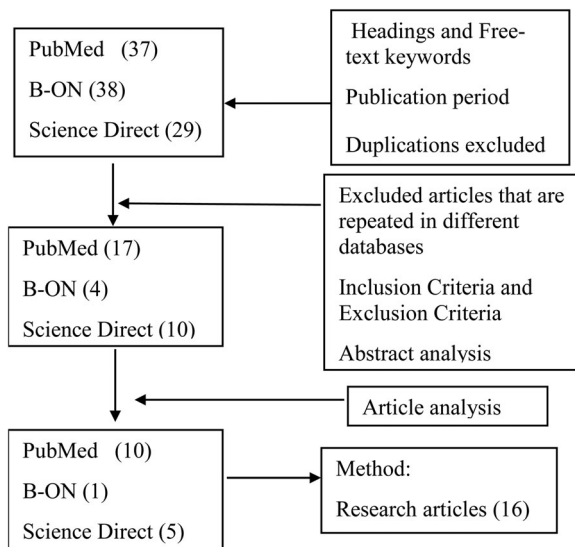 PubMed (37)
B-ON (38)
Science Direct (29)
Headings and Free-
text keywords
Publication period
Duplications excluded
Excluded articles that are
repeated in different
databases
Inclusion Criteria and
Exclusion Criteria
Abstract analysis
PubMed (17)
B-ON (4)
Science Direct (10)
Article analysis
PubMed (10)
B-ON (1)
Science Direct (5)
Method:
Research articles (16)